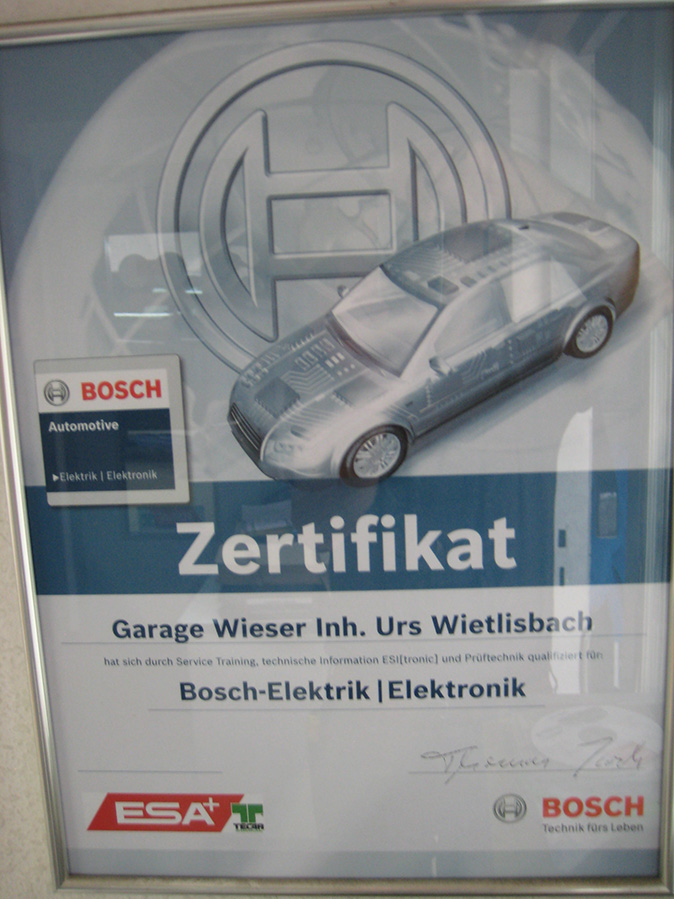 BOSCH
Automotive
▸Elektrik | Elektronik
Zertifikat
Garage Wieser Inh. Urs Wietlisbach
hat sich durch Service Training, technische Information ESI[tronic] und Prüftechnik qualifiziert für:
Bosch-Elektrik | Elektronik
ESA+
TECAR
BOSCH
Technik fürs Leben